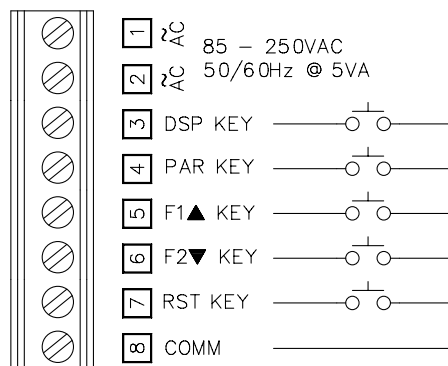 1 ~AC 85 - 250VAC
2 ~AC 50/60Hz @ 5VA
3 DSP KEY
4 PAR KEY
5 F1▲ KEY
6 F2▼ KEY
7 RST KEY
8 COMM